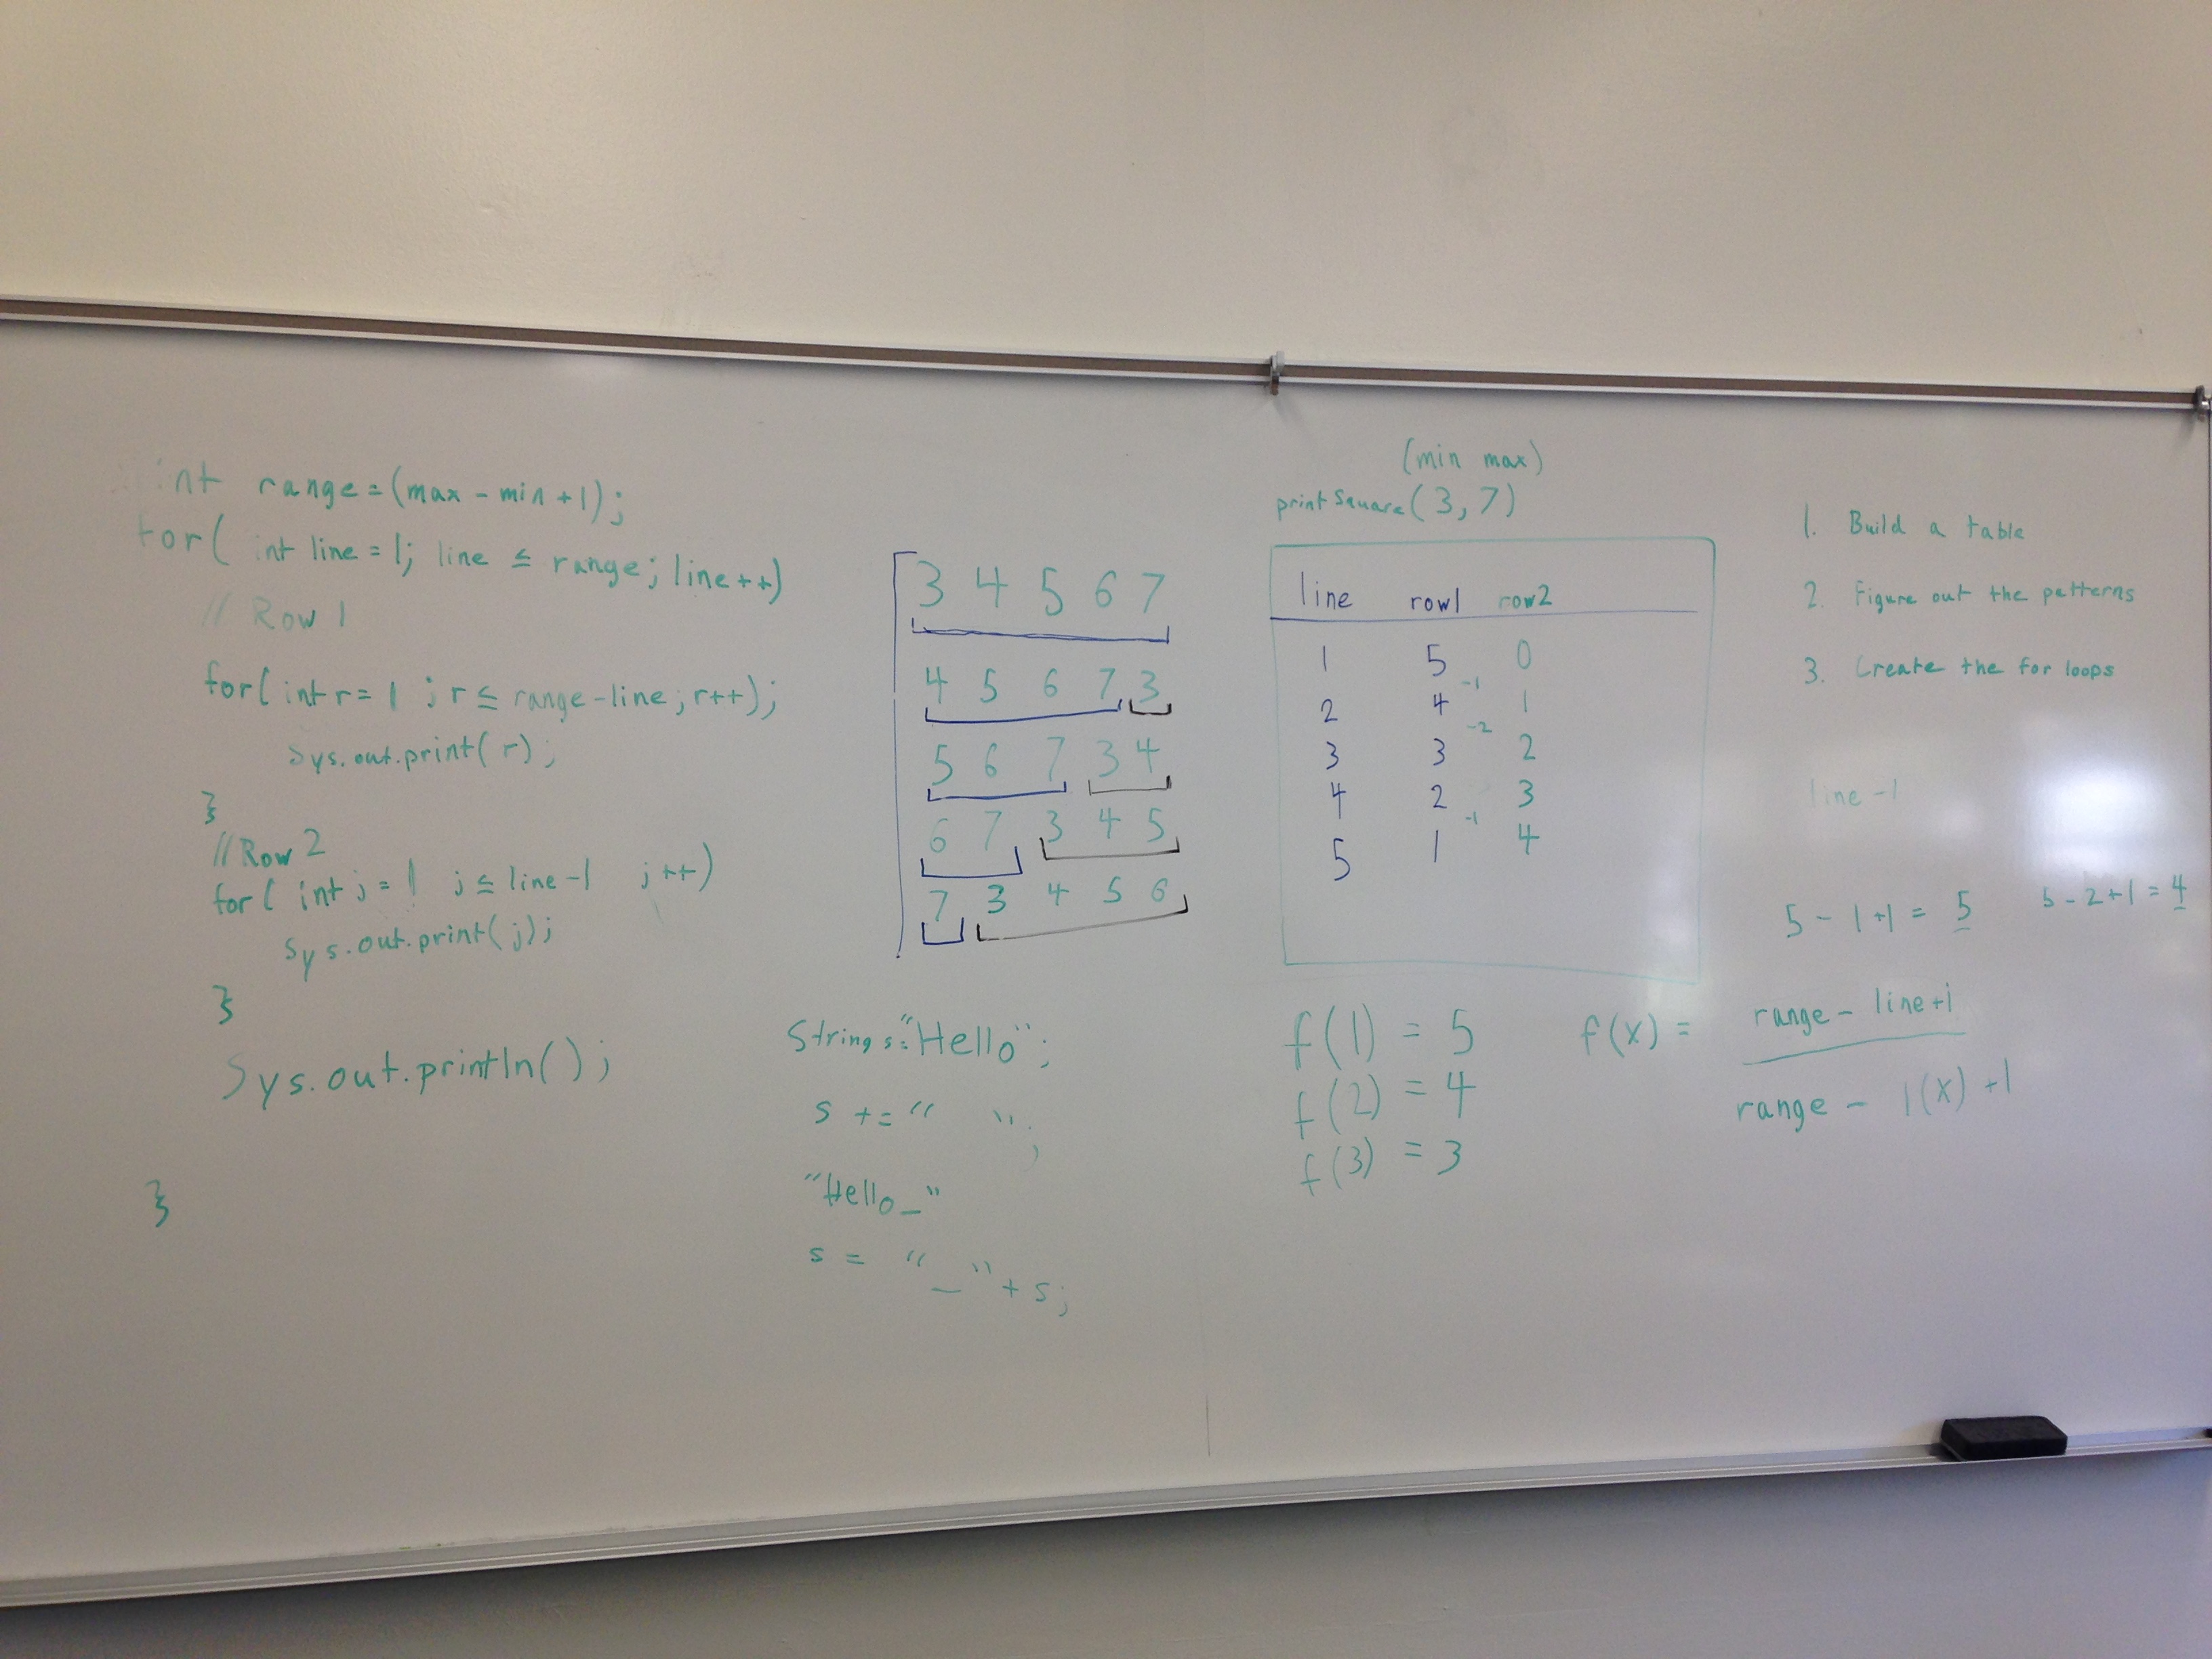 int range=(max-min+1);
for( int line=1; line ≤ range; line++)
// Row 1
for(int r= 1 ; r ≤ range-line; r++);
Sys.out.print( r);
}
//Row 2
for( int j= 1 j ≤ line-1 j++)
Sys.out.print(j);
}
Sys.out.println();
}
3 4 5 6 7
4 5 6 7 3
5 6 7 3 4
6 7 3 4 5
7 3 4 5 6
String s="Hello";
s += " ";
"Hello_"
s = "_" + s;
(min max)
printSquare(3,7)
line row1 row2
1 5 0
-1
2 4 1
-2
3 3 2
4 2 3
-1
5 1 4
f(1) = 5
f(2) = 4
f(3) = 3
f(x) = range - line+1
range - 1(x) +1
1. Build a table
2. Figure out the patterns
3. Create the for loops
line-1
5 - 1+1 = 5
5-2+1=4